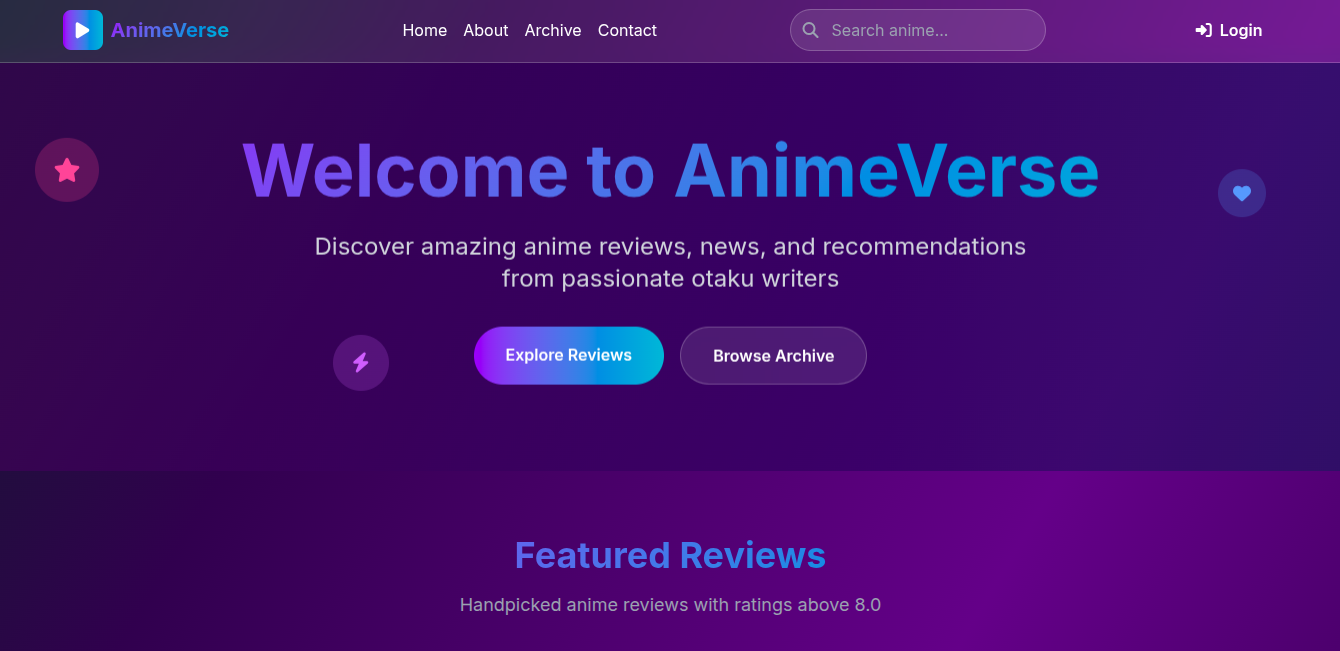 AnimeVerse
Home About Archive Contact
Search anime...
Login
Welcome to AnimeVerse
Discover amazing anime reviews, news, and recommendations
from passionate otaku writers
Explore Reviews
Browse Archive
Featured Reviews
Handpicked anime reviews with ratings above 8.0